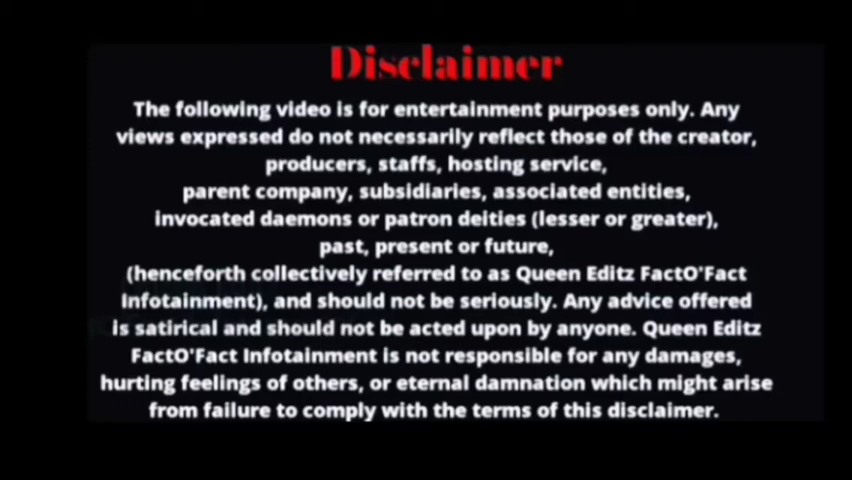 Disclaimer
The following video is for entertainment purposes only. Any
views expressed do not necessarily reflect those of the creator,
producers, staffs, hosting service,
parent company, subsidiaries, associated entities,
invocated daemons or patron deities (lesser or greater),
past, present or future,
(henceforth collectively referred to as Queen Editz FactO'Fact
Infotainment), and should not be seriously. Any advice offered
is satirical and should not be acted upon by anyone. Queen Editz
FactO'Fact Infotainment is not responsible for any damages,
hurting feelings of others, or eternal damnation which might arise
from failure to comply with the terms of this disclaimer.